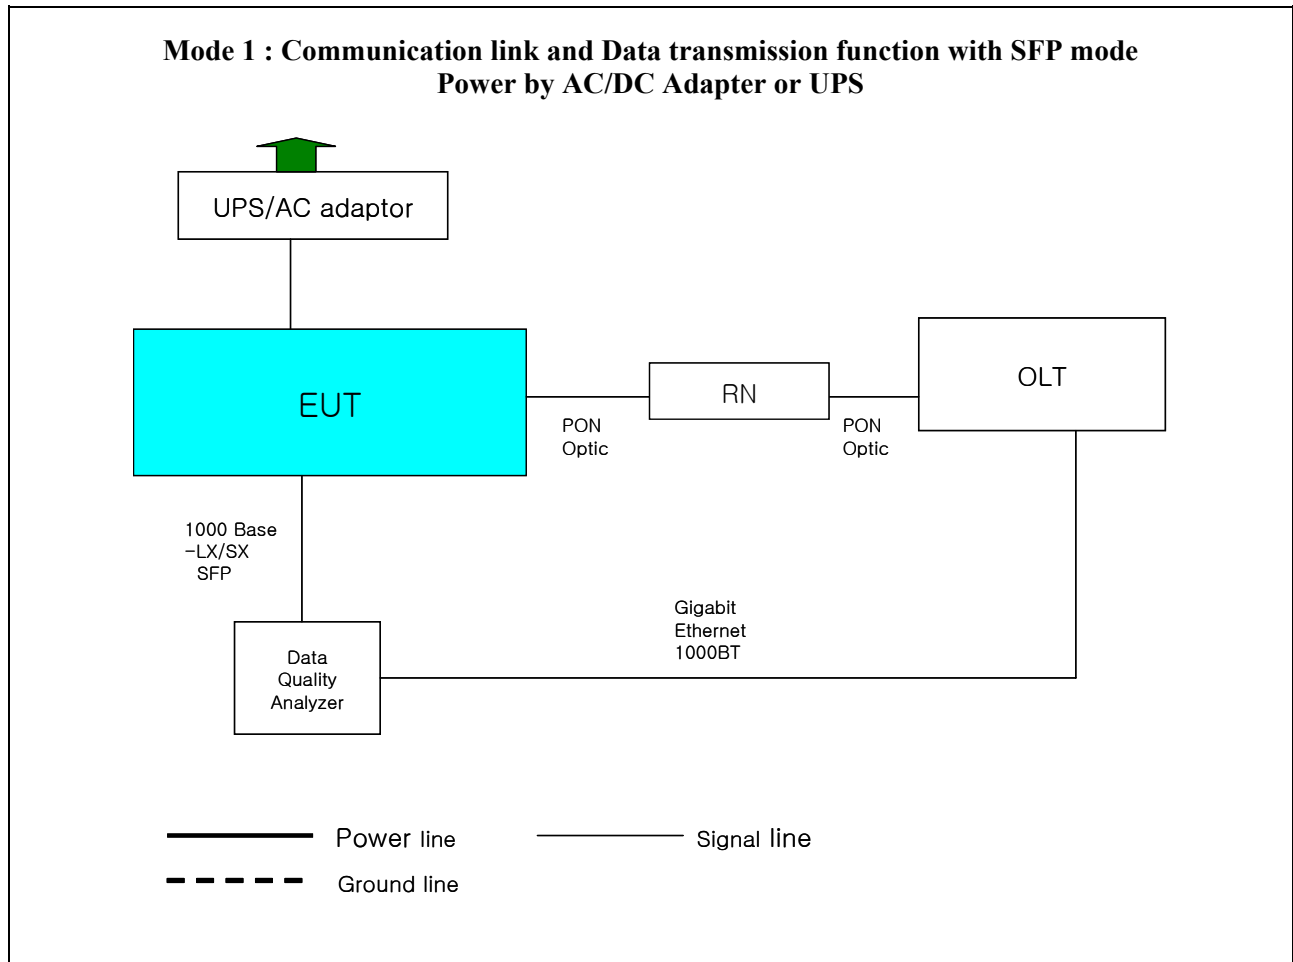 Mode 1 : Communication link and Data transmission function with SFP mode
Power by AC/DC Adapter or UPS
UPS/AC adaptor
EUT
RN
OLT
PON
Optic
PON
Optic
1000 Base
-LX/SX
SFP
Gigabit
Ethernet
1000BT
Data
Quality
Analyzer
Power line
Signal line
Ground line